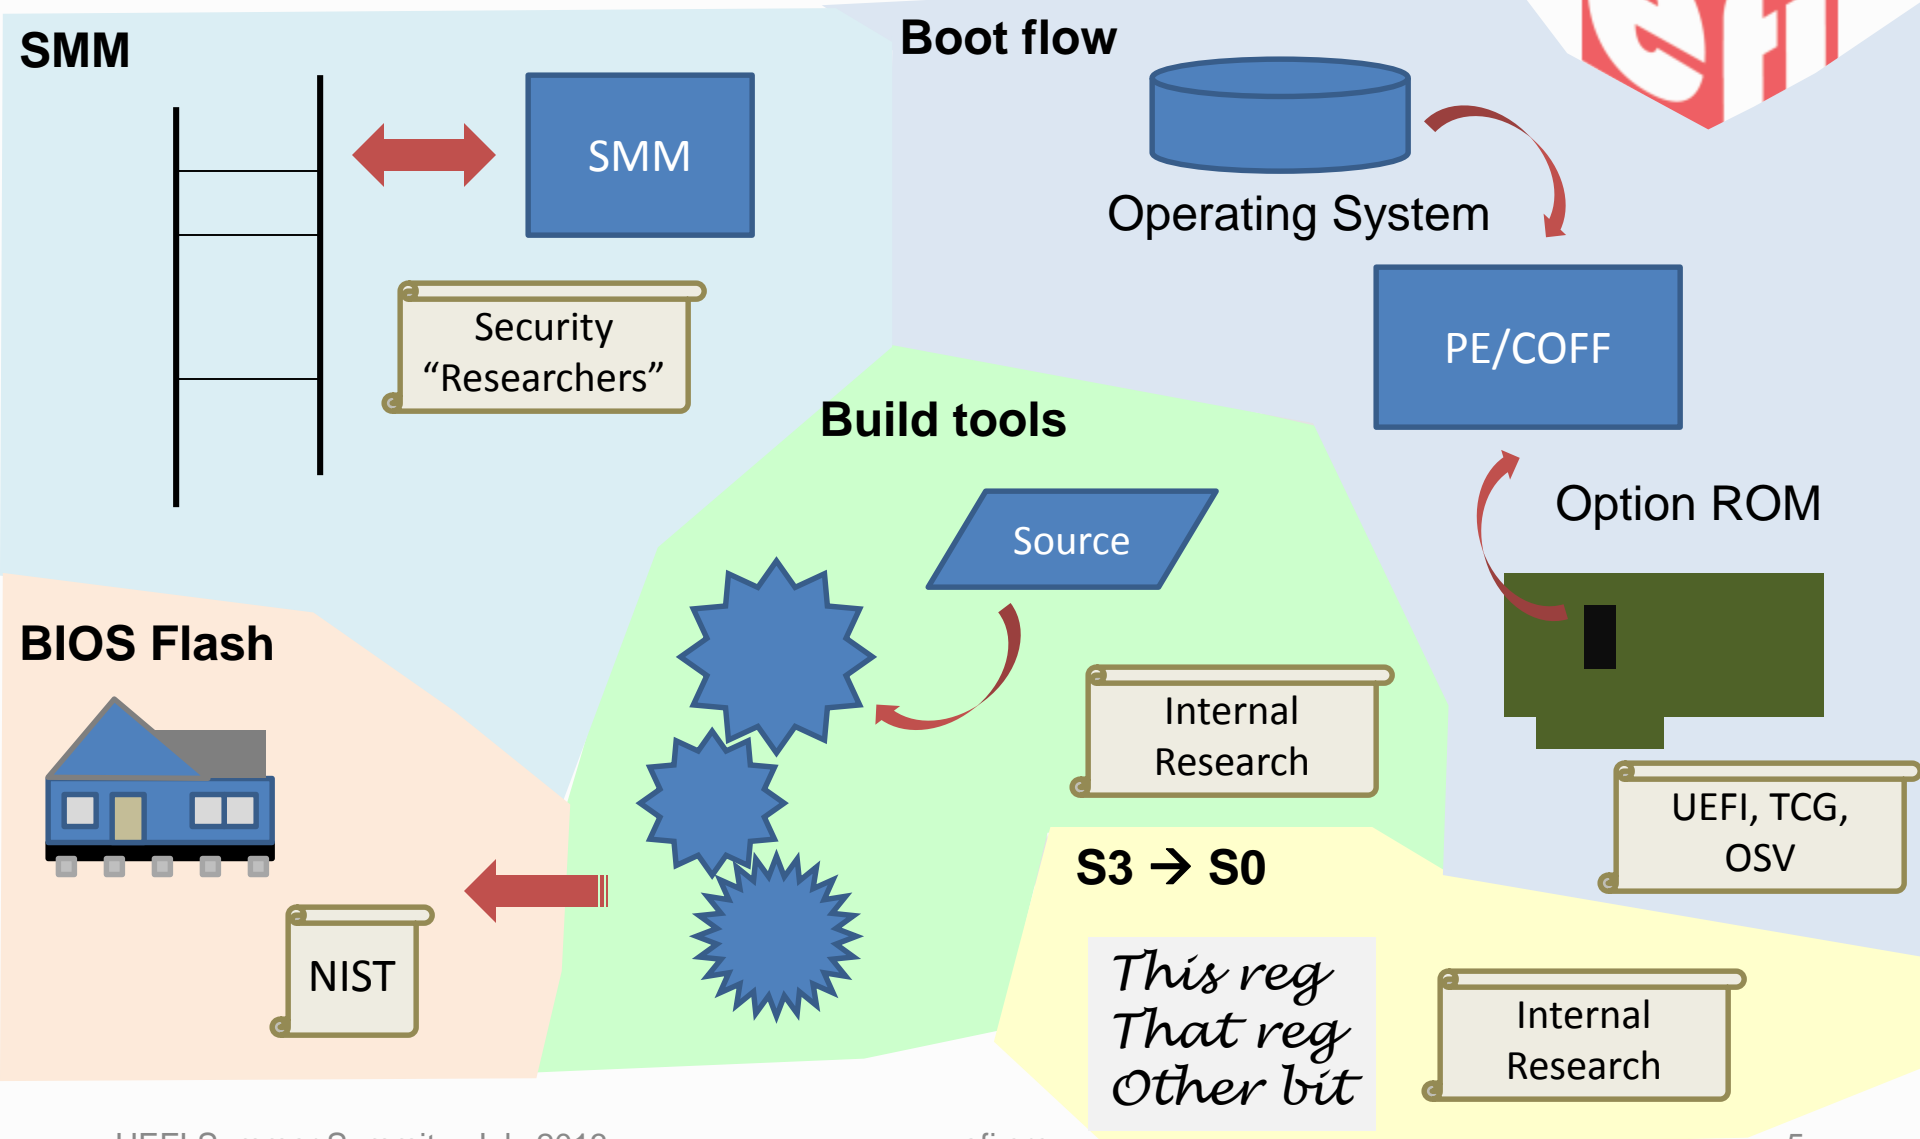 SMM
SMM
Security
“Researchers”
Boot flow
Operating System
PE/COFF
Option ROM
UEFI, TCG,
OSV
Build tools
Source
Internal
Research
BIOS Flash
NIST
S3 → S0
This reg
That reg
Other bit
Internal
Research